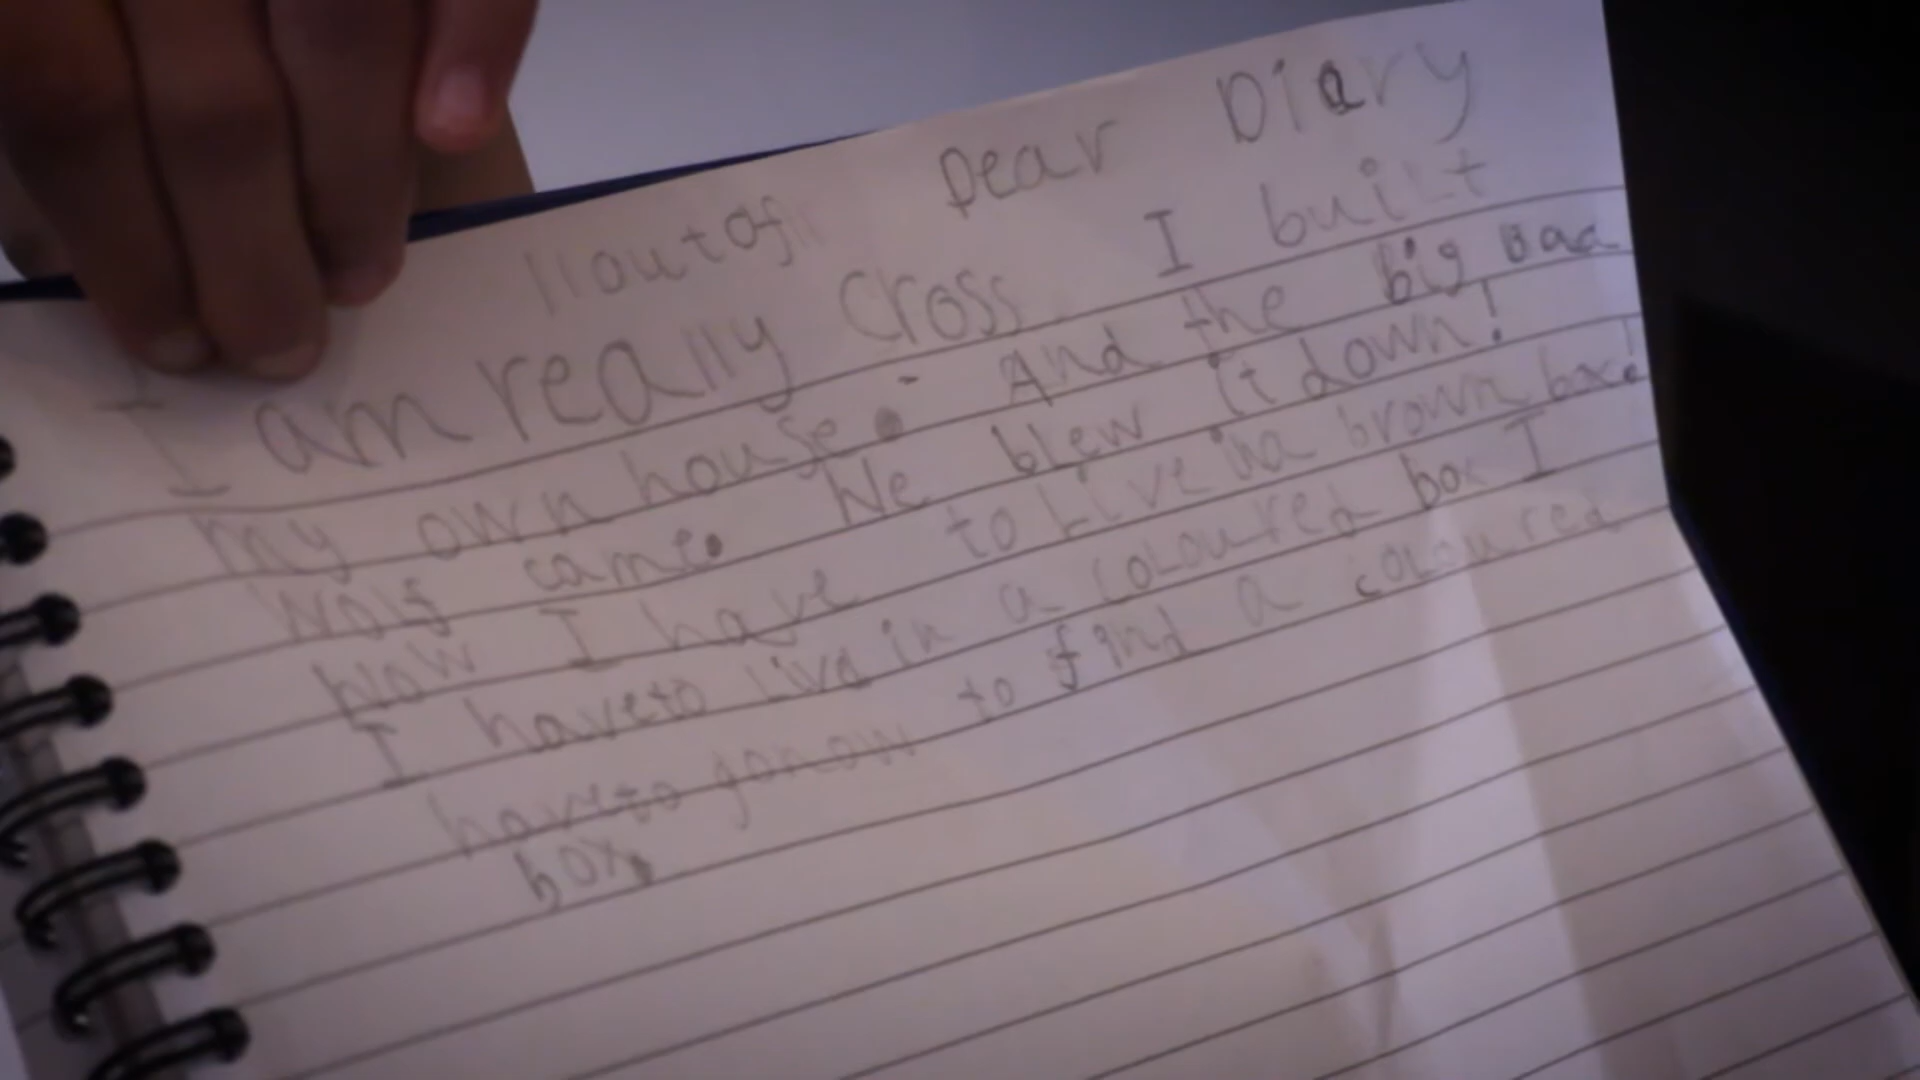 11 out of 11 Dear Diary
I am really cross I built
my own house. And the big bad
Wolf came. He blew it down!
Now I have to Live in a brown box!
I have to Live in a coloured box I
have to go now to find a coloured
box.